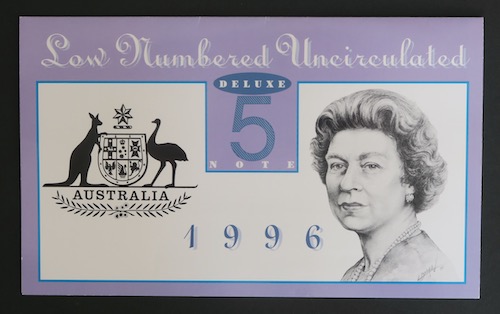 Low Numbered Uncirculated
DELUXE
5
NOTE
AUSTRALIA
1996